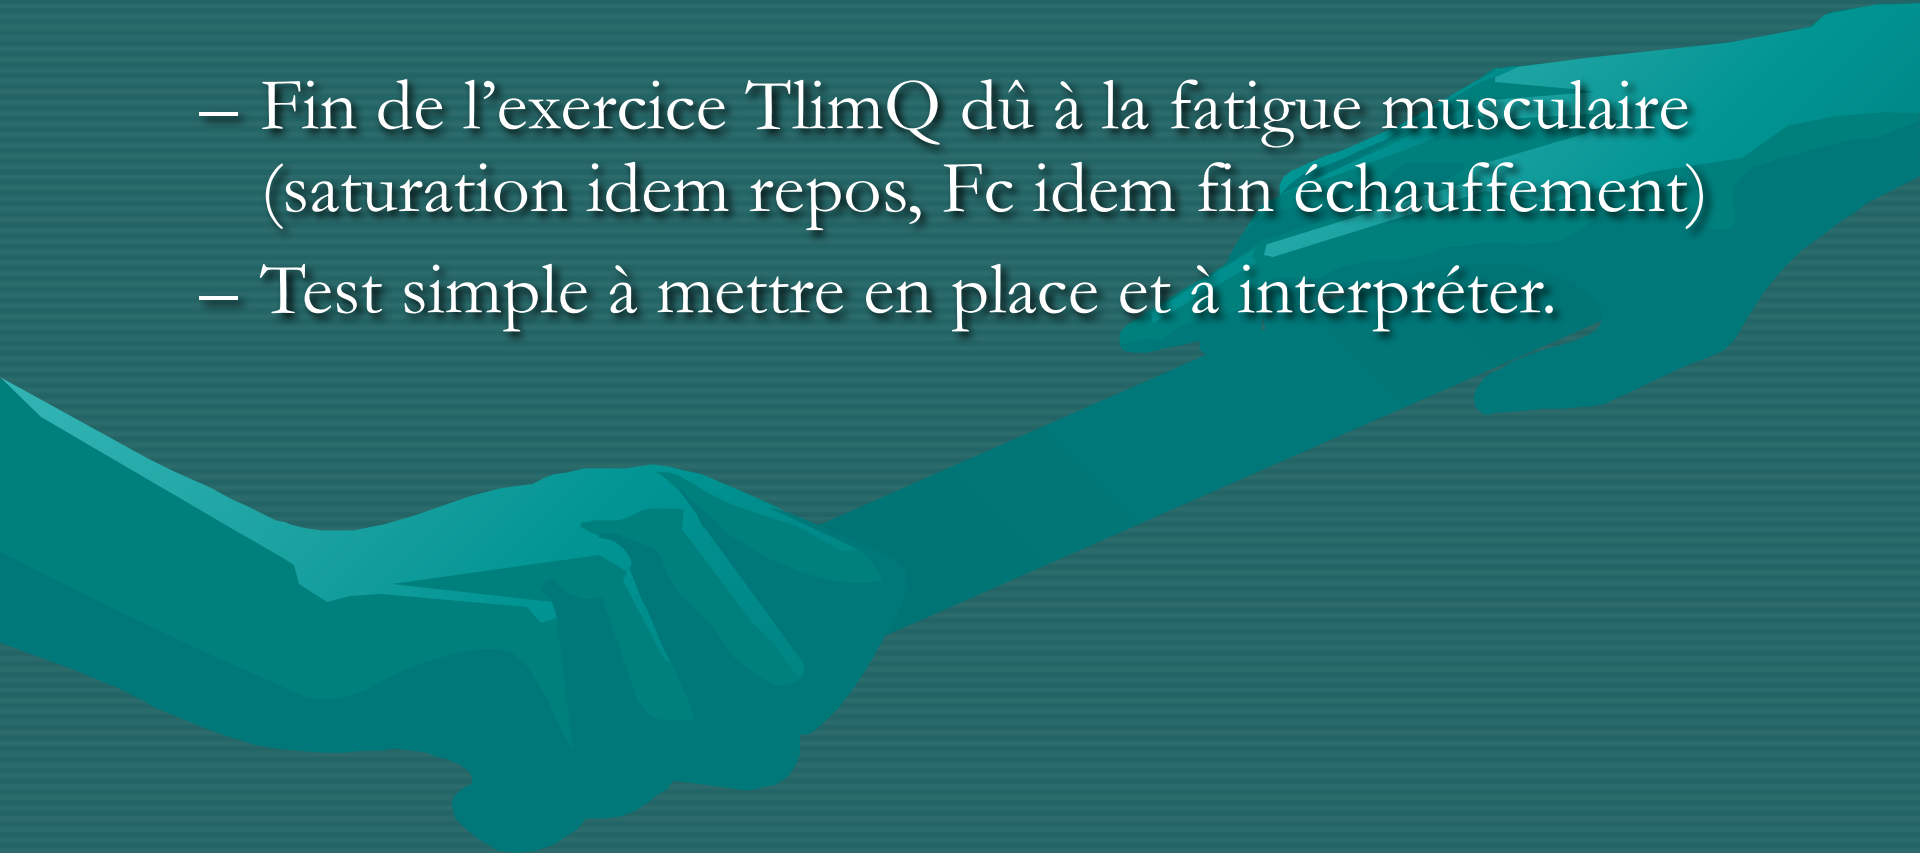 – Fin de l’exercice TlimQ dû à la fatigue musculaire
(saturation idem repos, Fc idem fin échauffement)
– Test simple à mettre en place et à interpréter.